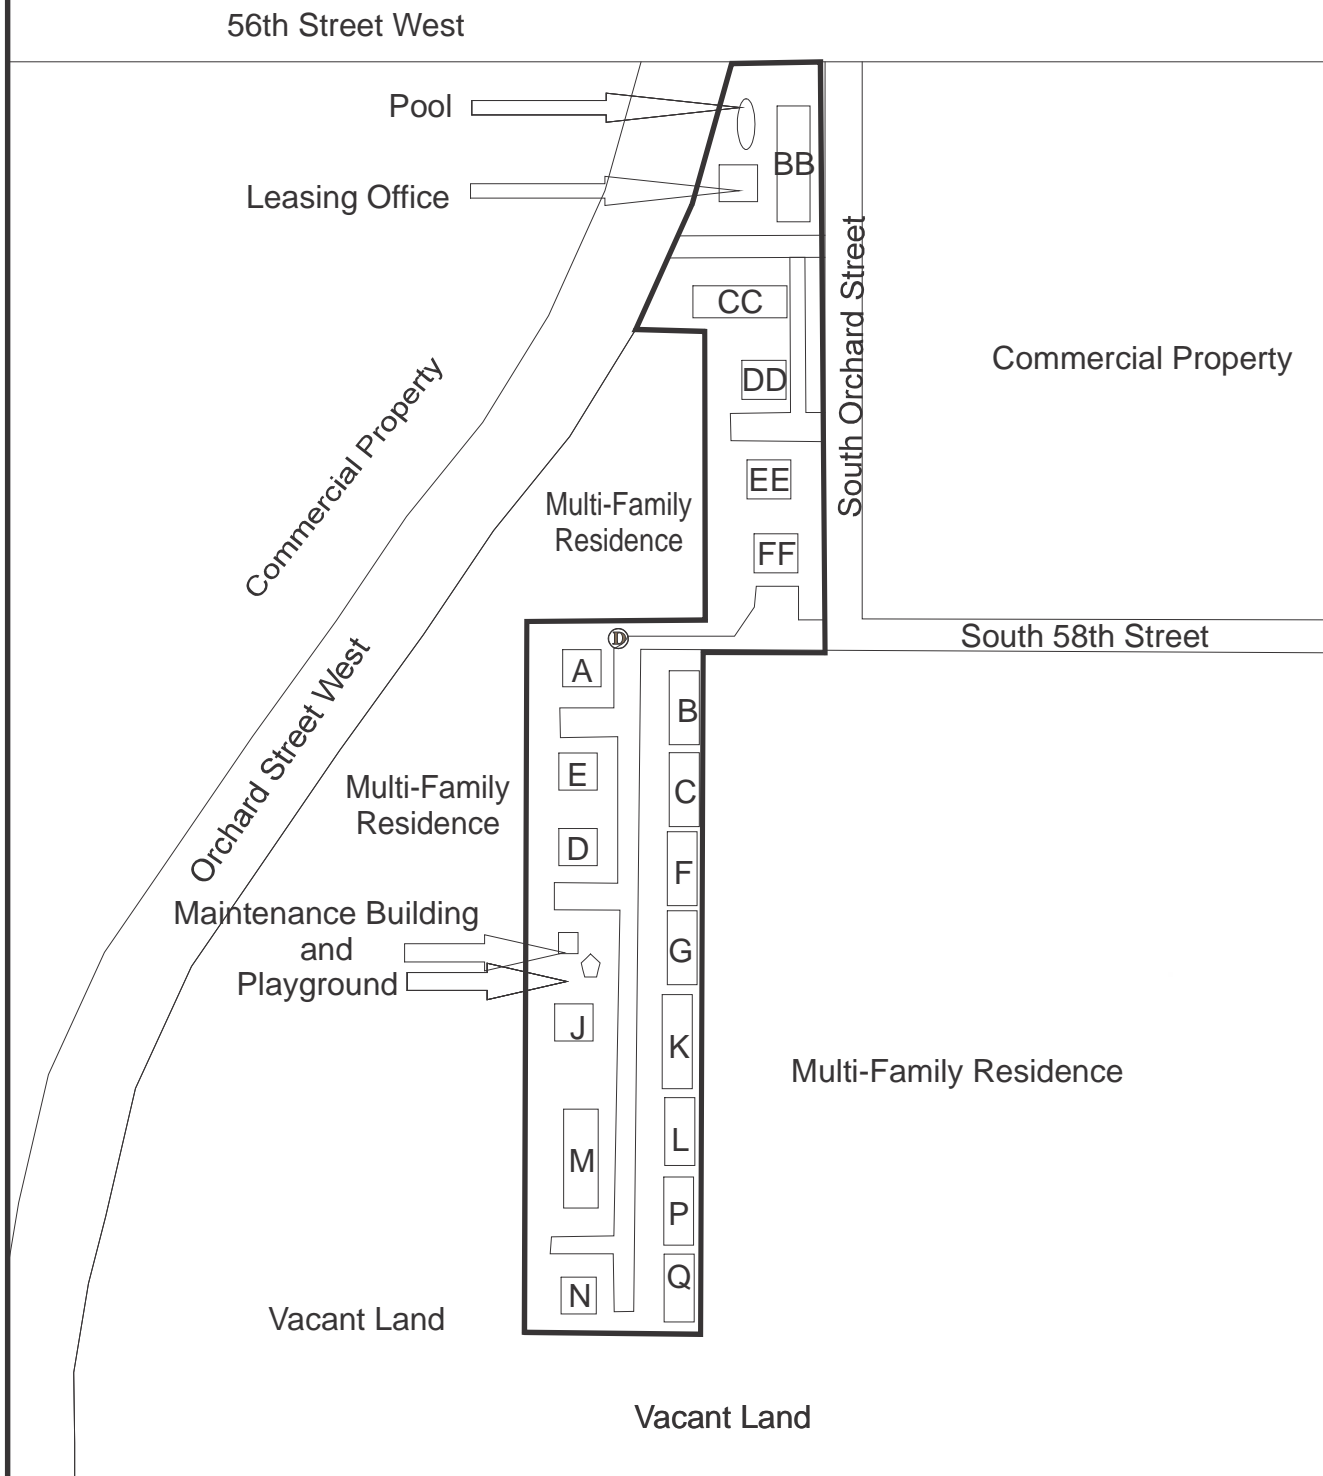 56th Street West
Pool
BB
Leasing Office
South Orchard Street
CC
Commercial Property
Commercial Property
DD
EE
Multi-Family
Residence
FF
D
South 58th Street
A
B
Orchard Street West
E
C
Multi-Family
Residence
D
F
Maintenance Building
and
Playground
G
J
K
Multi-Family Residence
L
M
P
Q
N
Vacant Land
Vacant Land